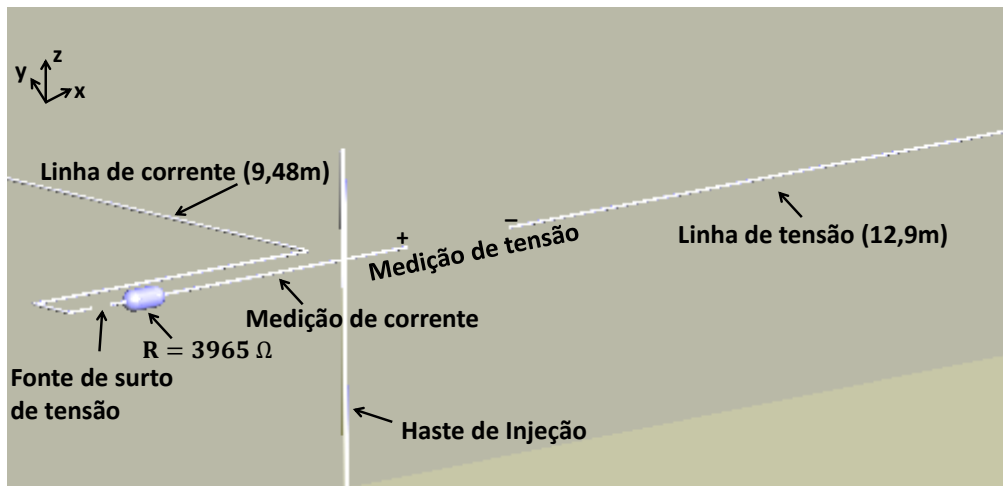 z
y
x
Linha de corrente (9,48m)
+
−
Medição de tensão
Linha de tensão (12,9m)
Medição de corrente
R = 3965 Ω
Fonte de surto
de tensão
Haste de Injeção